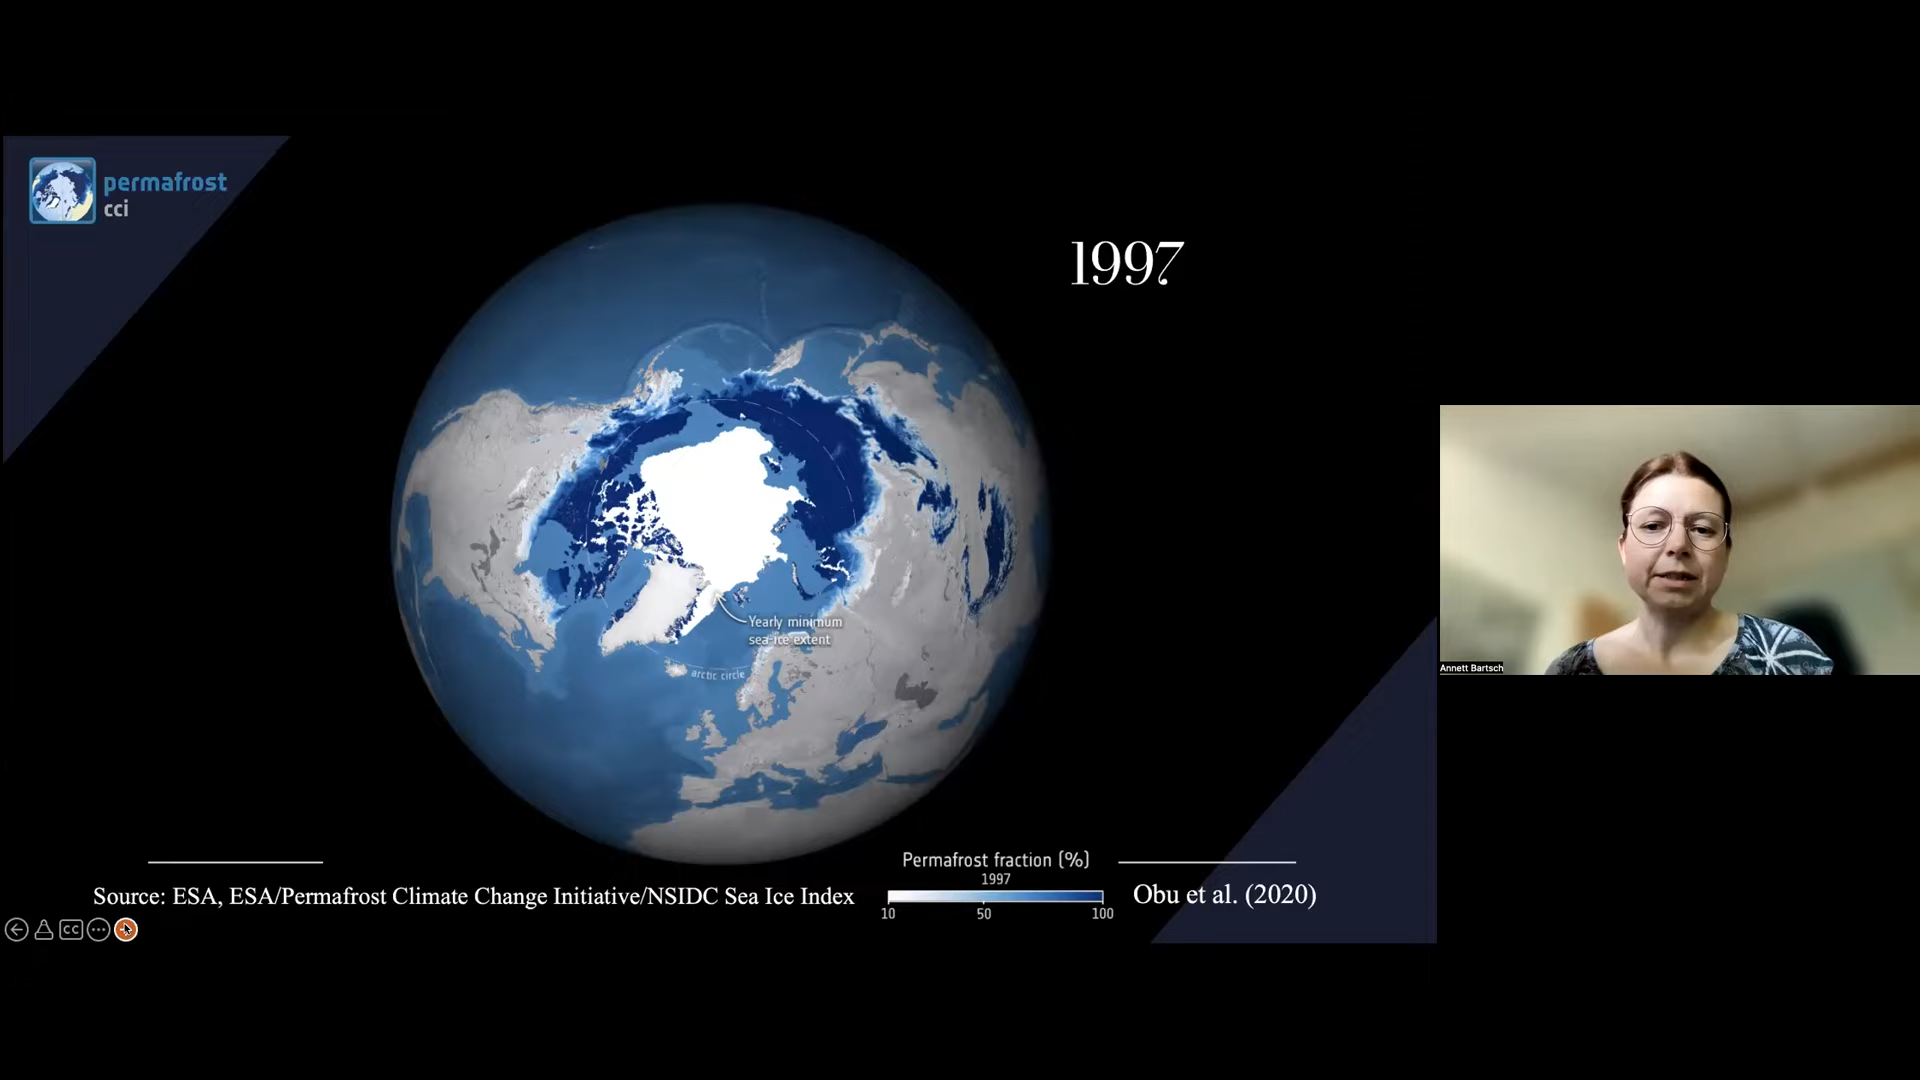 permafrost
cci
1997
Yearly minimum
sea-ice extent
arctic circle
Permafrost fraction (%)
1997
10 50 100
Source: ESA, ESA/Permafrost Climate Change Initiative/NSIDC Sea Ice Index
Obu et al. (2020)
CC
Annett Bartsch